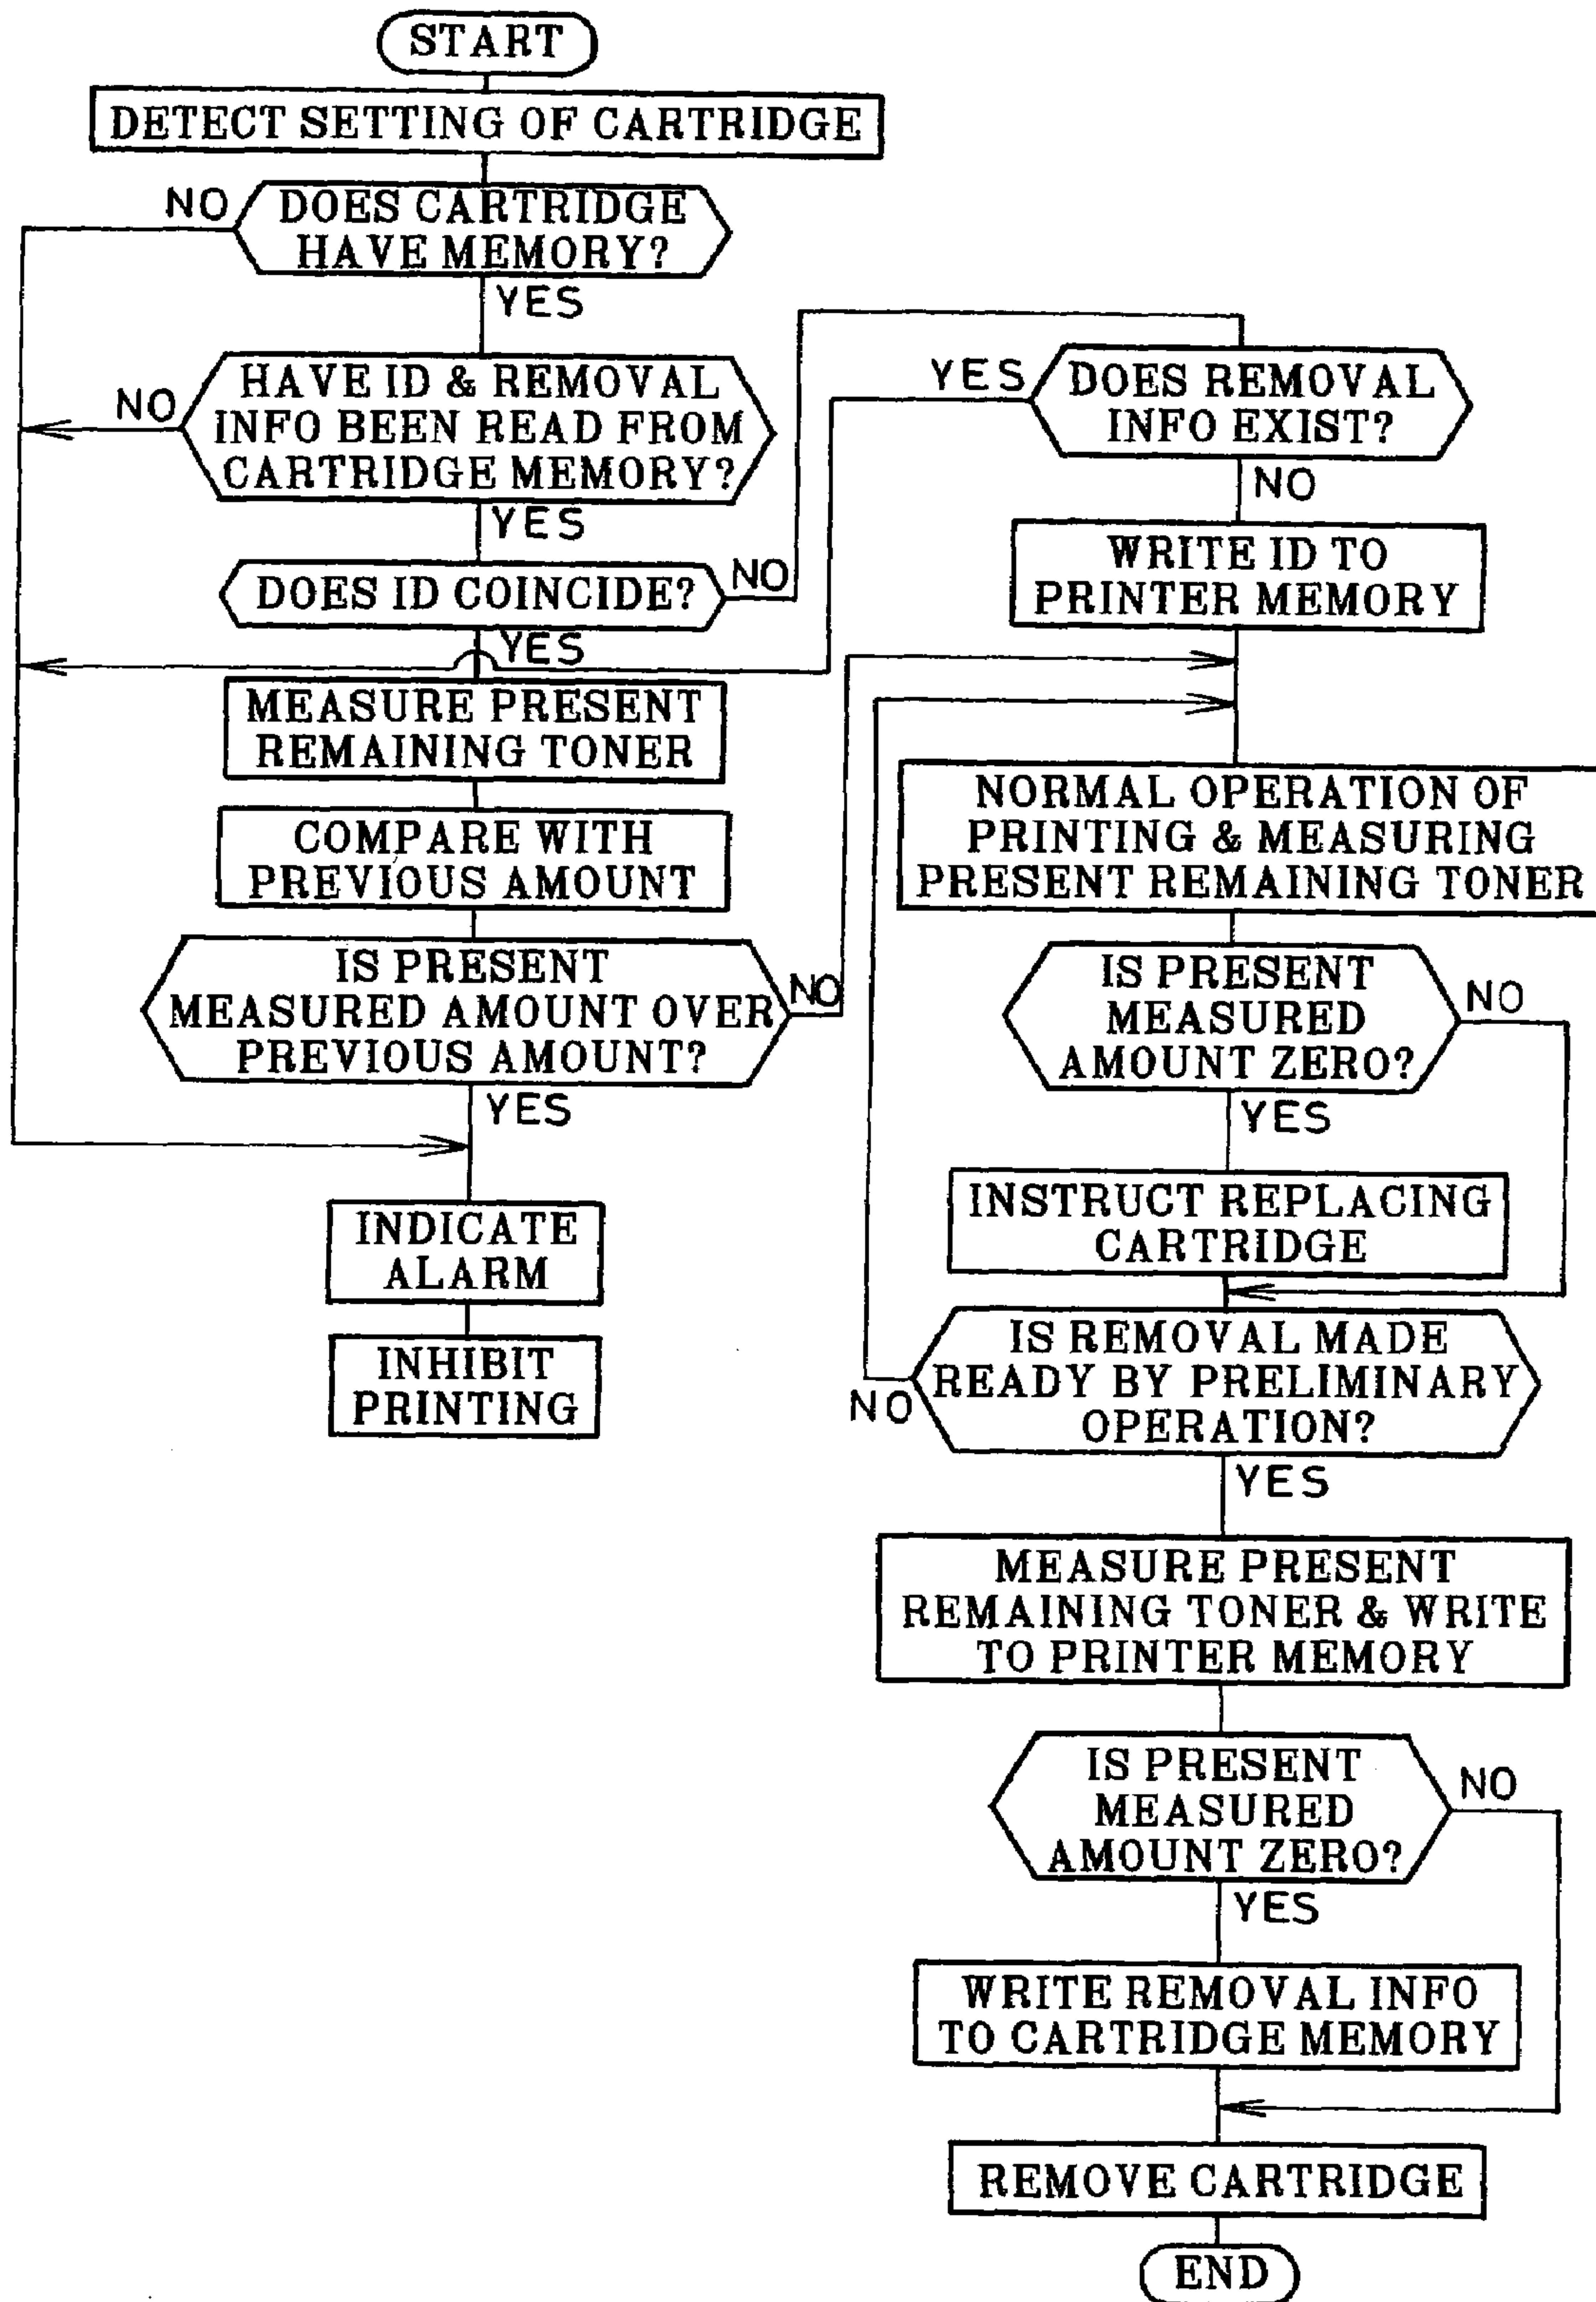 START
DETECT SETTING OF CARTRIDGE
NO
DOES CARTRIDGE
HAVE MEMORY?
YES
NO
HAVE ID & REMOVAL
INFO BEEN READ FROM
CARTRIDGE MEMORY?
YES
DOES ID COINCIDE?
NO
YES
MEASURE PRESENT
REMAINING TONER
COMPARE WITH
PREVIOUS AMOUNT
IS PRESENT
MEASURED AMOUNT OVER
PREVIOUS AMOUNT?
NO
YES
INDICATE
ALARM
INHIBIT
PRINTING
YES
DOES REMOVAL
INFO EXIST?
NO
WRITE ID TO
PRINTER MEMORY
NORMAL OPERATION OF
PRINTING & MEASURING
PRESENT REMAINING TONER
IS PRESENT
MEASURED
AMOUNT ZERO?
NO
YES
INSTRUCT REPLACING
CARTRIDGE
IS REMOVAL MADE
READY BY PRELIMINARY
OPERATION?
NO
YES
MEASURE PRESENT
REMAINING TONER & WRITE
TO PRINTER MEMORY
IS PRESENT
MEASURED
AMOUNT ZERO?
NO
YES
WRITE REMOVAL INFO
TO CARTRIDGE MEMORY
REMOVE CARTRIDGE
END